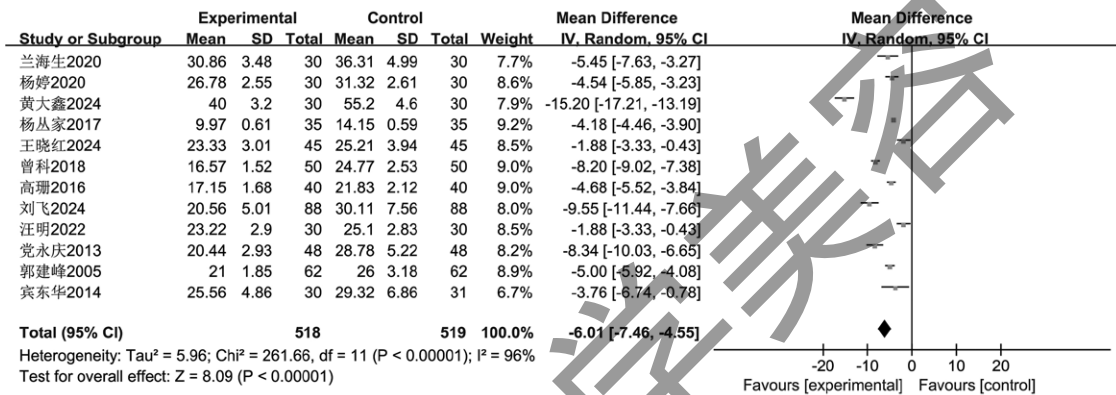 Experimental Control Mean Difference Mean Difference
Study or Subgroup Mean SD Total Mean SD Total Weight IV, Random, 95% CI IV, Random, 95% CI
兰海生2020 30.86 3.48 30 36.31 4.99 30 7.7% -5.45 [-7.63, -3.27]
杨婷2020 26.78 2.55 30 31.32 2.61 30 8.6% -4.54 [-5.85, -3.23]
黄大鑫2024 40 3.2 30 55.2 4.6 30 7.9% -15.20 [-17.21, -13.19]
杨丛家2017 9.97 0.61 35 14.15 0.59 35 9.2% -4.18 [-4.46, -3.90]
王晓红2024 23.33 3.01 45 25.21 3.94 45 8.5% -1.88 [-3.33, -0.43]
曾科2018 16.57 1.52 50 24.77 2.53 50 9.0% -8.20 [-9.02, -7.38]
高珊2016 17.15 1.68 40 21.83 2.12 40 9.0% -4.68 [-5.52, -3.84]
刘飞2024 20.56 5.01 88 30.11 7.56 88 8.0% -9.55 [-11.44, -7.66]
汪明2022 23.22 2.9 30 25.1 2.83 30 8.5% -1.88 [-3.33, -0.43]
党永庆2013 20.44 2.93 48 28.78 5.22 48 8.2% -8.34 [-10.03, -6.65]
郭建峰2005 21 1.85 62 26 3.18 62 8.9% -5.00 [-5.92, -4.08]
宾东华2014 25.56 4.86 30 29.32 6.86 31 6.7% -3.76 [-6.74, -0.78]
Total (95% CI) 518 519 100.0% -6.01 [-7.46, -4.55]
Heterogeneity: Tau² = 5.96; Chi² = 261.66, df = 11 (P < 0.00001); I² = 96%
Test for overall effect: Z = 8.09 (P < 0.00001)
-20 -10 0 10 20
Favours [experimental] Favours [control]
学美容